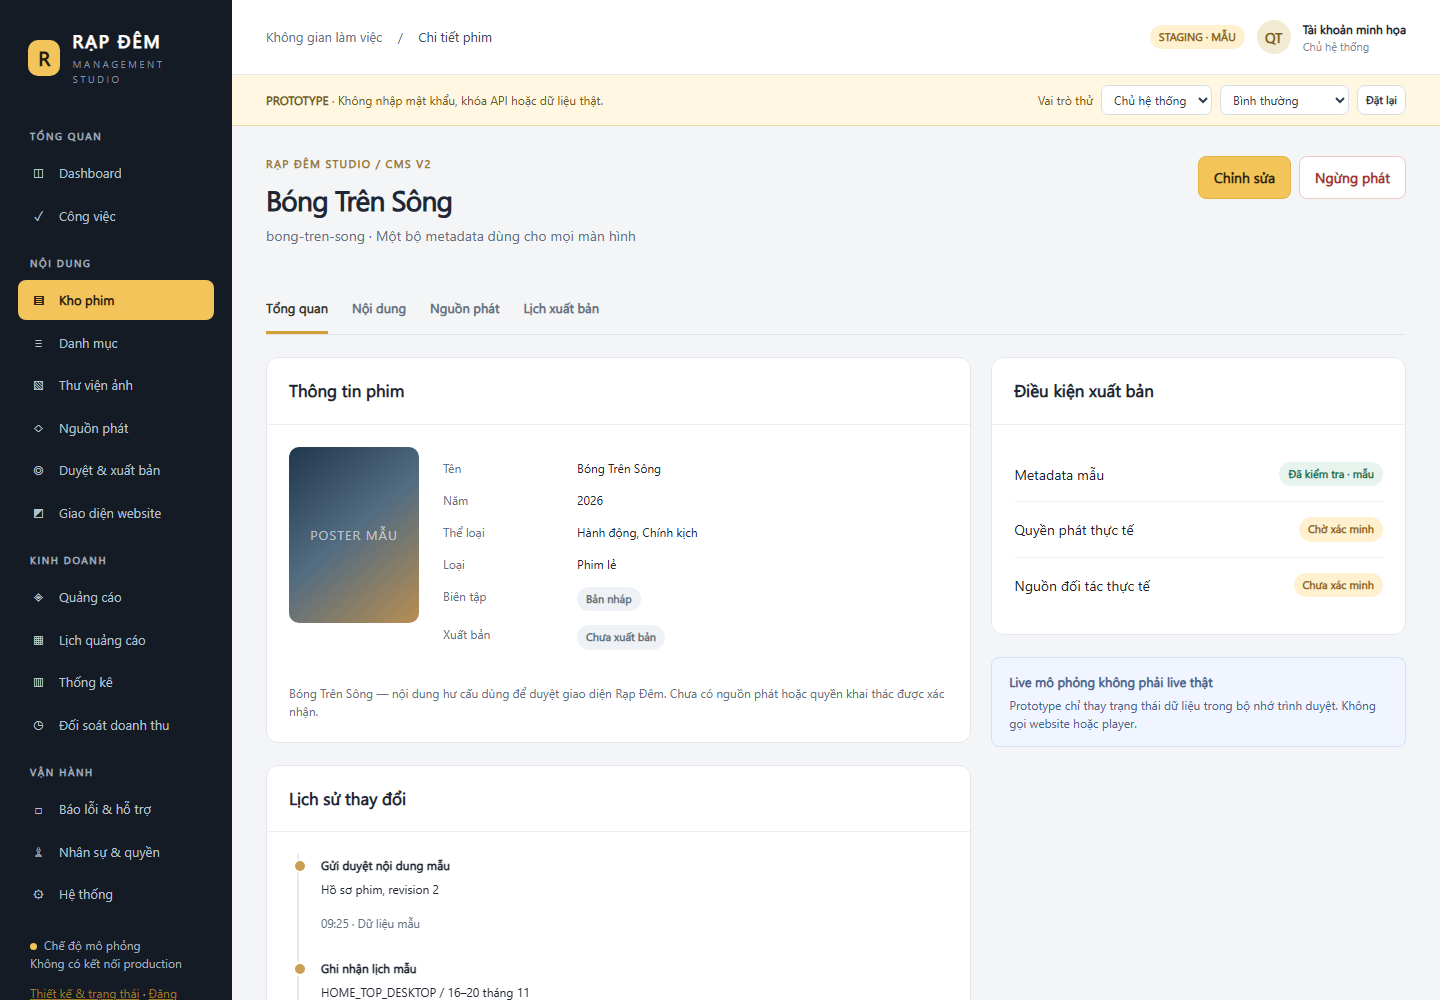 R
RẠP ĐÊM
MANAGEMENT
STUDIO
TỔNG QUAN
Dashboard
Công việc
NỘI DUNG
Kho phim
Danh mục
Thư viện ảnh
Nguồn phát
Duyệt & xuất bản
Giao diện website
KINH DOANH
Quảng cáo
Lịch quảng cáo
Thống kê
Đối soát doanh thu
VẬN HÀNH
Báo lỗi & hỗ trợ
Nhân sự & quyền
Hệ thống
Chế độ mô phỏng
Không có kết nối production
Thiết kế & trạng thái · Đăng
Không gian làm việc / Chi tiết phim
STAGING · MẪU
QT
Tài khoản minh họa
Chủ hệ thống
PROTOTYPE · Không nhập mật khẩu, khóa API hoặc dữ liệu thật.
Vai trò thử
Chủ hệ thống
Bình thường
Đặt lại
RẠP ĐÊM STUDIO / CMS V2
Bóng Trên Sông
bong-tren-song · Một bộ metadata dùng cho mọi màn hình
Chỉnh sửa
Ngừng phát
Tổng quan
Nội dung
Nguồn phát
Lịch xuất bản
Thông tin phim
POSTER MẪU
Tên Bóng Trên Sông
Năm 2026
Thể loại Hành động, Chính kịch
Loại Phim lẻ
Biên tập Bản nháp
Xuất bản Chưa xuất bản
Bóng Trên Sông — nội dung hư cấu dùng để duyệt giao diện Rạp Đêm. Chưa có nguồn phát hoặc quyền khai thác được xác
nhận.
Điều kiện xuất bản
Metadata mẫu Đã kiểm tra · mẫu
Quyền phát thực tế Chờ xác minh
Nguồn đối tác thực tế Chưa xác minh
Live mô phỏng không phải live thật
Prototype chỉ thay trạng thái dữ liệu trong bộ nhớ trình duyệt. Không
gọi website hoặc player.
Lịch sử thay đổi
Gửi duyệt nội dung mẫu
Hồ sơ phim, revision 2
09:25 · Dữ liệu mẫu
Ghi nhận lịch mẫu
HOME_TOP_DESKTOP / 16–20 tháng 11